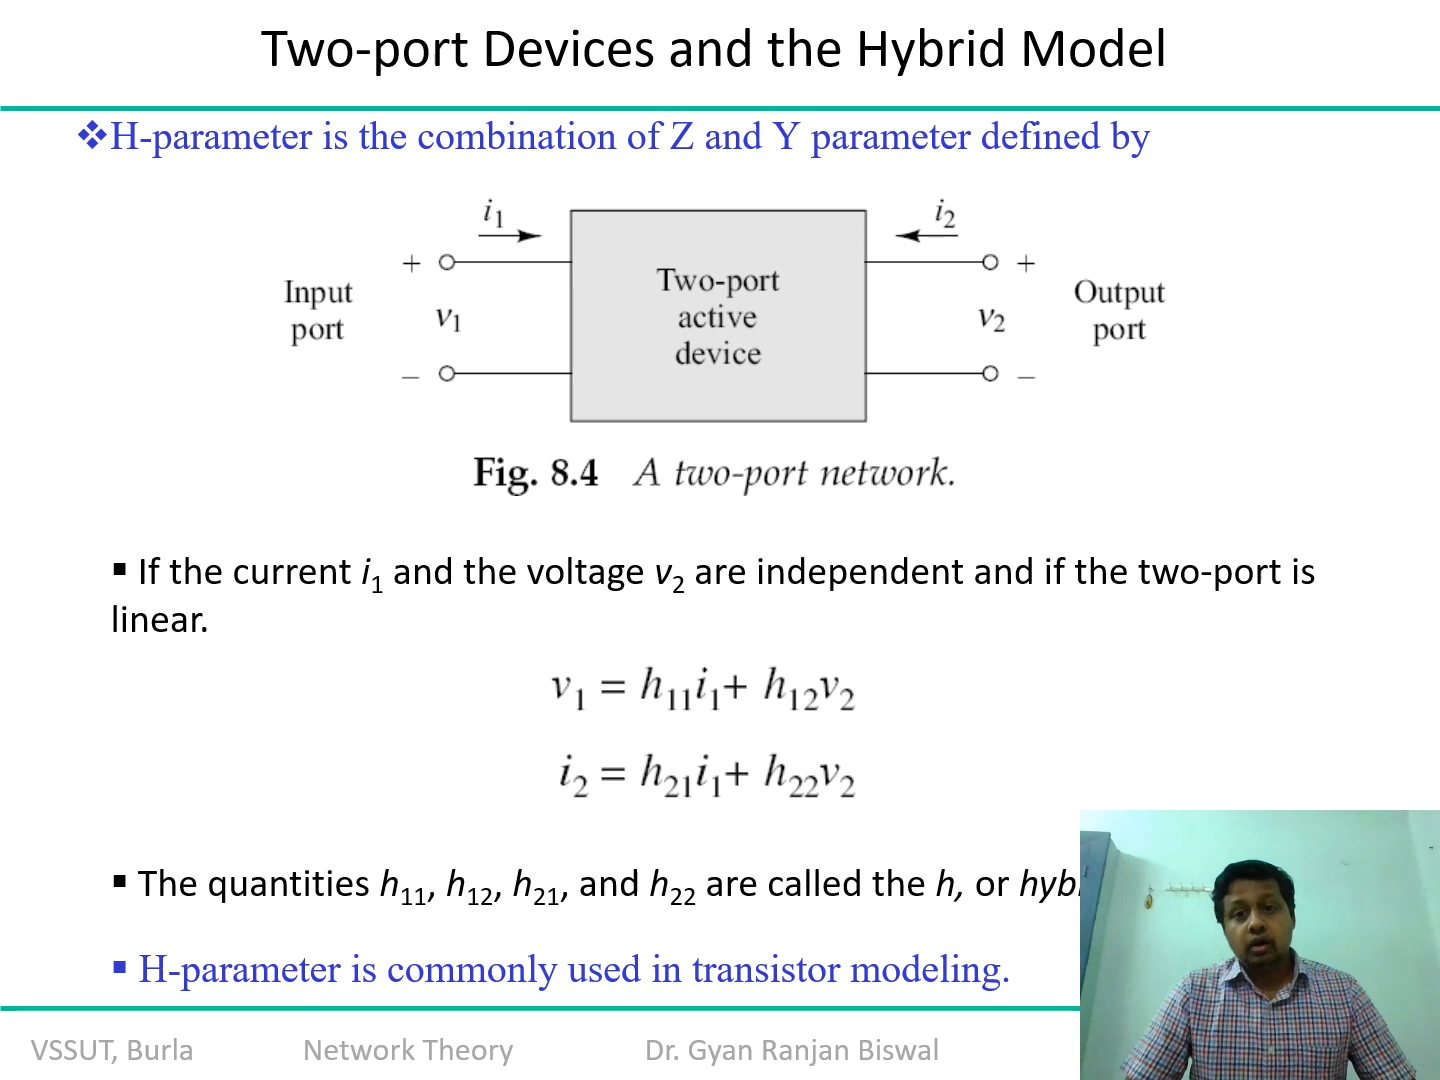 Two-port Devices and the Hybrid Model
❖H-parameter is the combination of Z and Y parameter defined by
i1 i2
+ +
Input port
v1
Two-port
active
device
v2
Output port
– –
Fig. 8.4 A two-port network.
▪ If the current i1 and the voltage v2 are independent and if the two-port is
linear.
v1 = h11i1+ h12v2
i2 = h21i1+ h22v2
▪ The quantities h11, h12, h21, and h22 are called the h, or
▪ H-parameter is commonly used in transistor modeling.
VSSUT, Burla Network Theory Dr. Gyan Ranjan Biswal